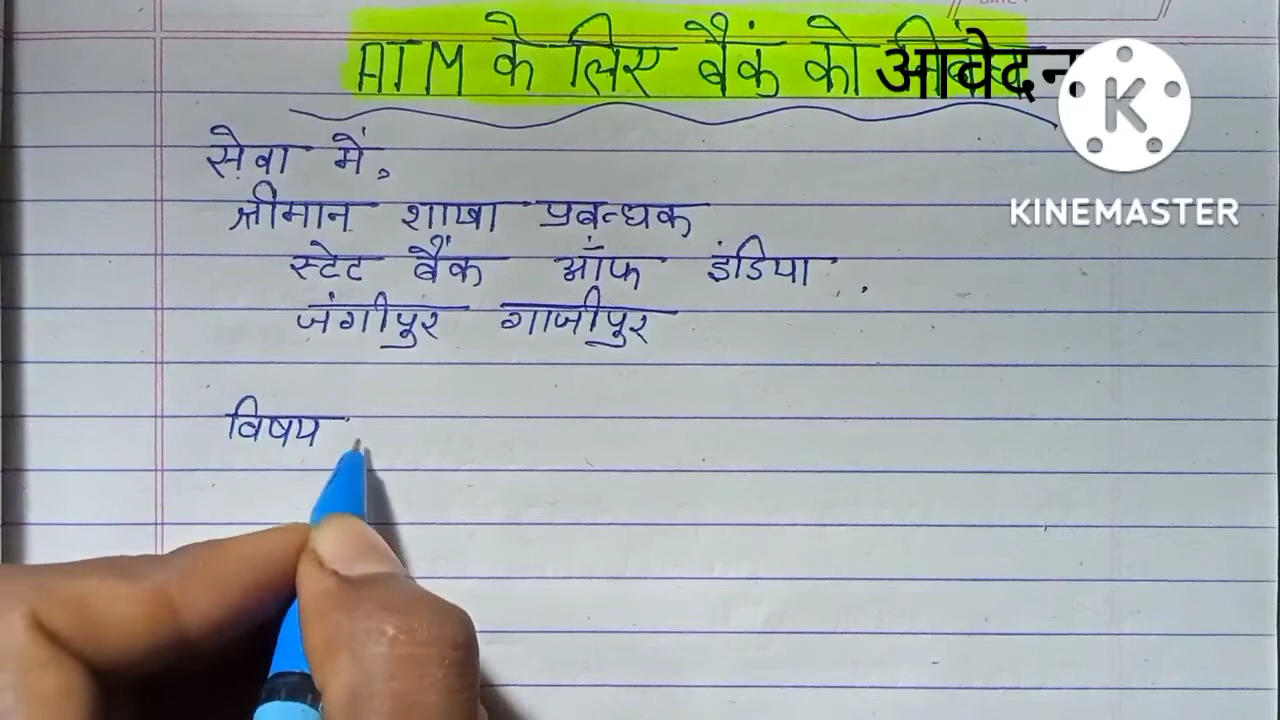 ATM के लिए बैंक को आवेदन
KINEMASTER
सेवा में,
श्रीमान शाखा प्रबन्धक
स्टेट बैंक ऑफ इंडिया
जंगीपुर गाजीपुर
विषय